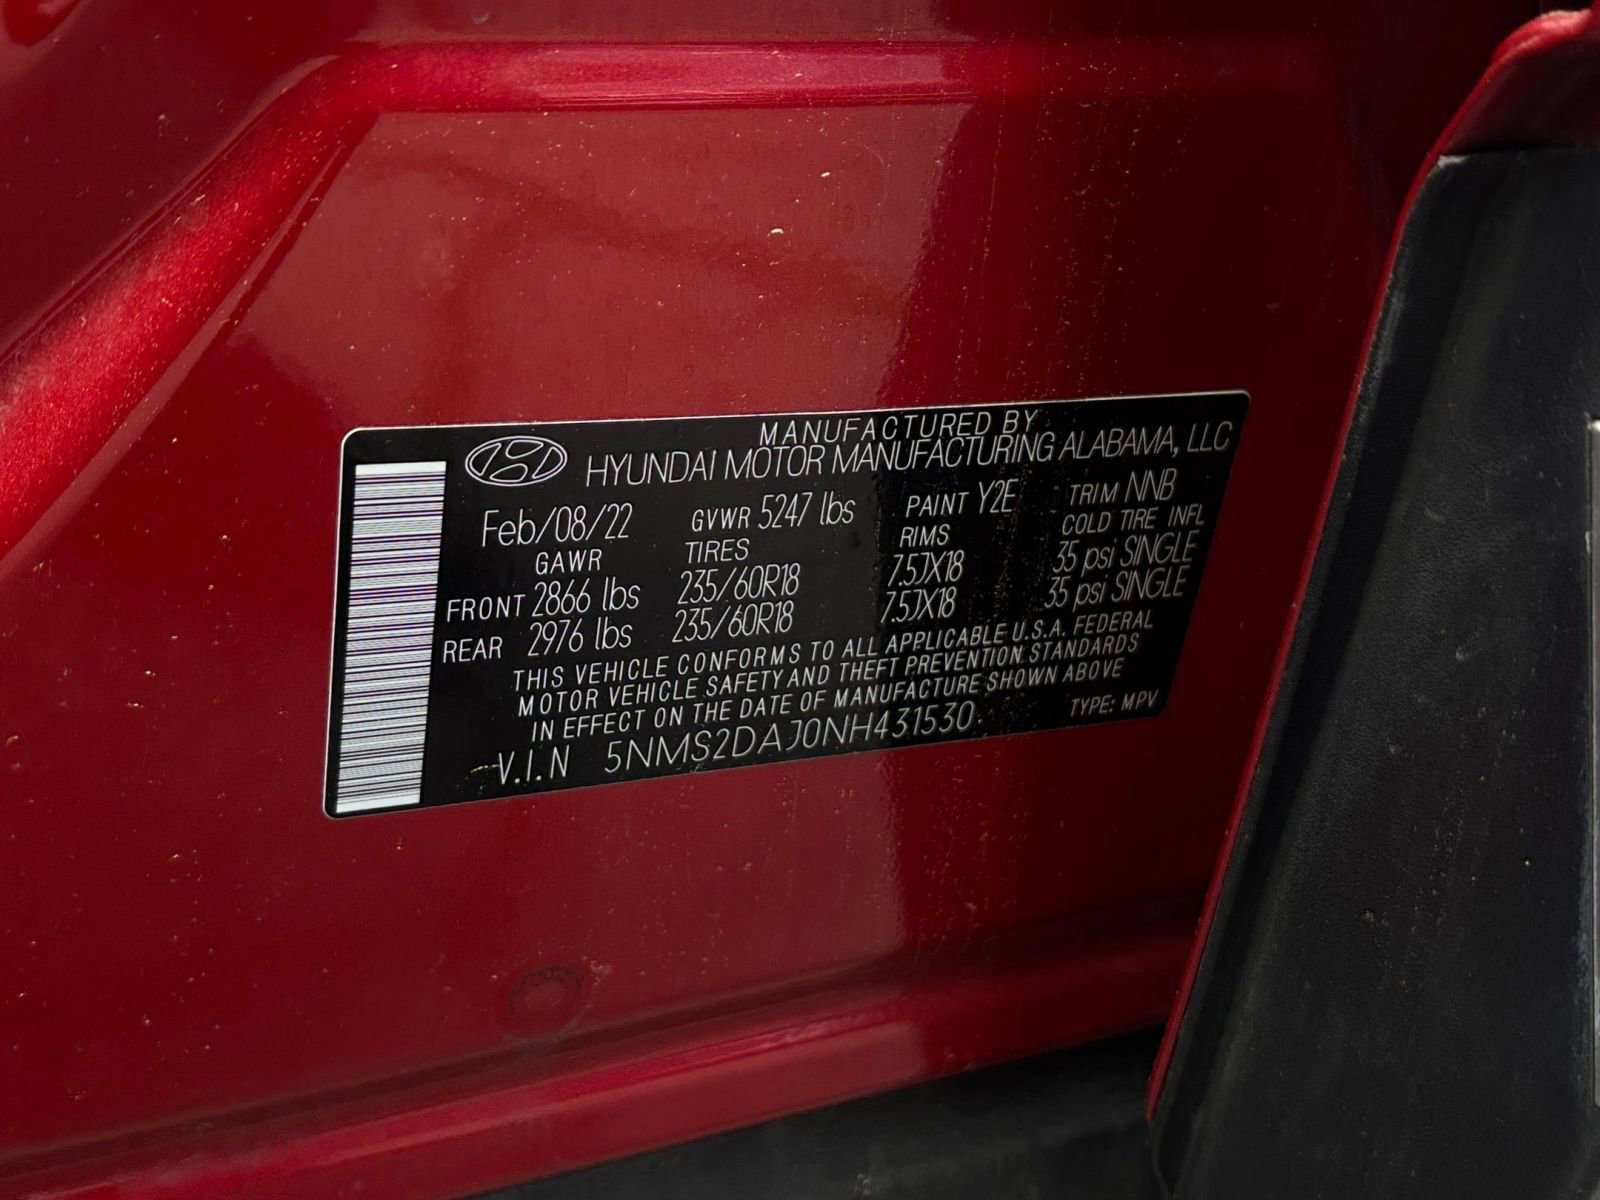 MANUFACTURED BY
HYUNDAI MOTOR MANUFACTURING ALABAMA, LLC
Feb/08/22 GVWR 5247 lbs PAINT Y2E TRIM NNB
GAWR TIRES RIMS COLD TIRE INFL
FRONT 2866 lbs 235/60R18 7.5JX18 35 psi SINGLE
REAR 2976 lbs 235/60R18 7.5JX18 35 psi SINGLE
THIS VEHICLE CONFORMS TO ALL APPLICABLE U.S.A. FEDERAL
MOTOR VEHICLE SAFETY AND THEFT PREVENTION STANDARDS
IN EFFECT ON THE DATE OF MANUFACTURE SHOWN ABOVE
V.I.N 5NMS2DAJ0NH431530 TYPE: MPV